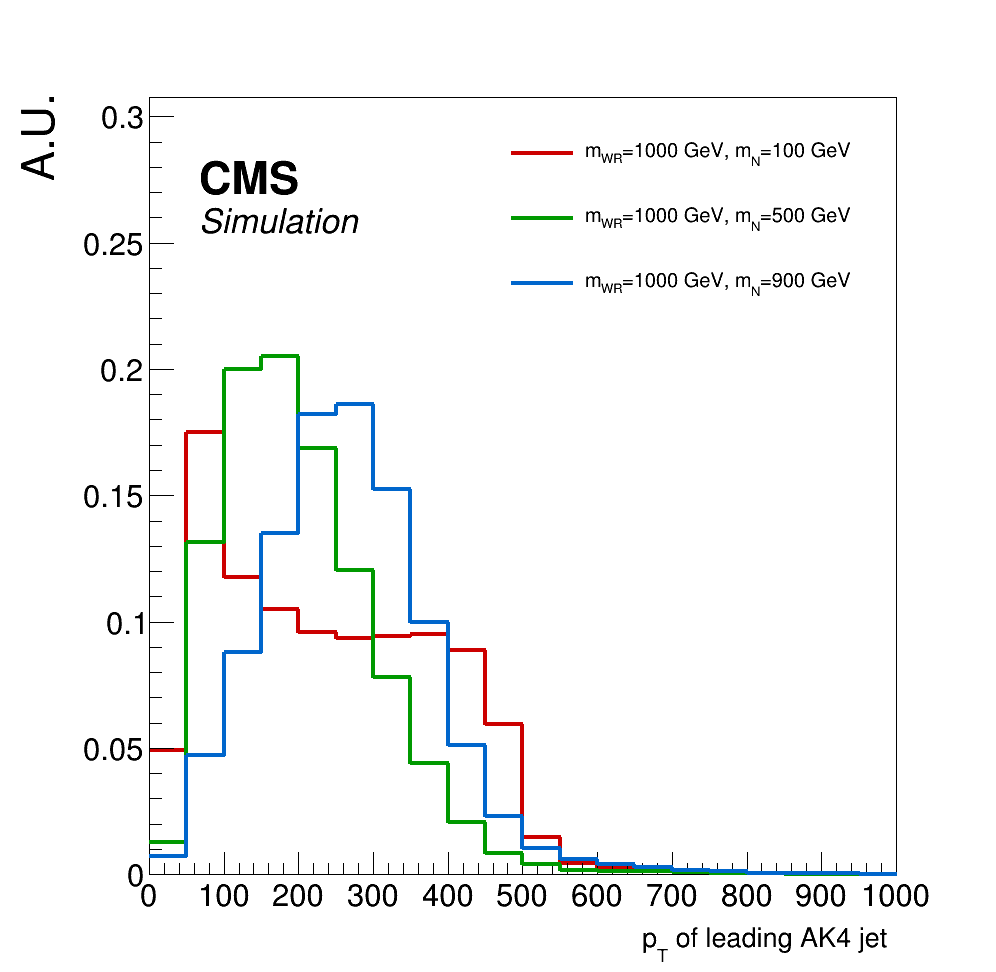 A.U.
0.3
0.25
0.2
0.15
0.1
0.05
0
CMS
Simulation
m_WR=1000 GeV, m_N=100 GeV
m_WR=1000 GeV, m_N=500 GeV
m_WR=1000 GeV, m_N=900 GeV
0 100 200 300 400 500 600 700 800 900 1000
p_T of leading AK4 jet